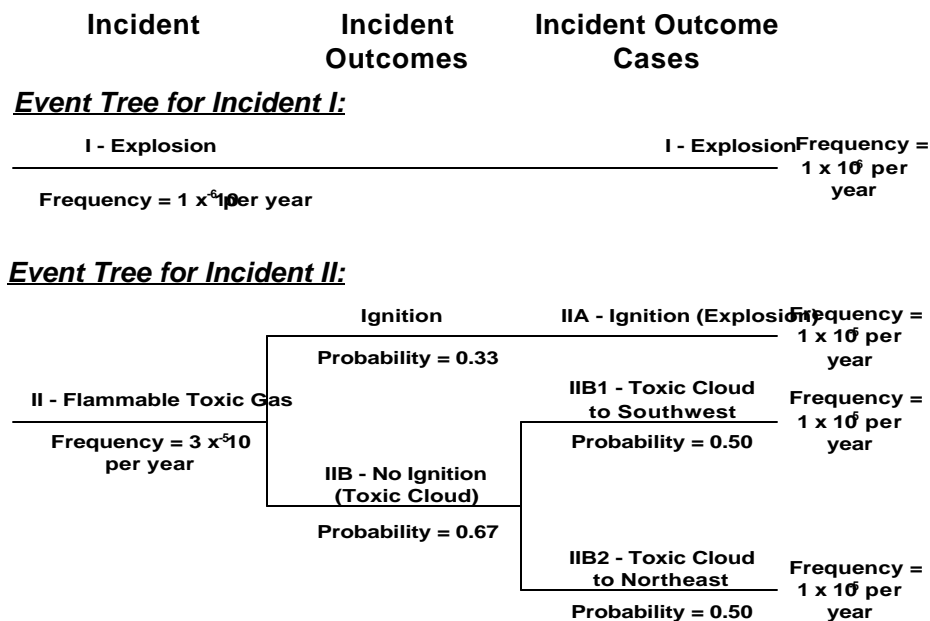 Incident
Incident
Outcomes
Incident Outcome
Cases
Event Tree for Incident I:
I - Explosion
I - Explosion
Frequency =
1 x 10-6 per
year
Frequency = 1 x 10-6 per year
Event Tree for Incident II:
Ignition
IIA - Ignition (Explosion)
Frequency =
1 x 10-5 per
year
Probability = 0.33
II - Flammable Toxic Gas
IIB1 - Toxic Cloud
to Southwest
Frequency =
1 x 10-5 per
year
Frequency = 3 x 10-5
per year
Probability = 0.50
IIB - No Ignition
(Toxic Cloud)
Probability = 0.67
IIB2 - Toxic Cloud
to Northeast
Frequency =
1 x 10-5 per
year
Probability = 0.50